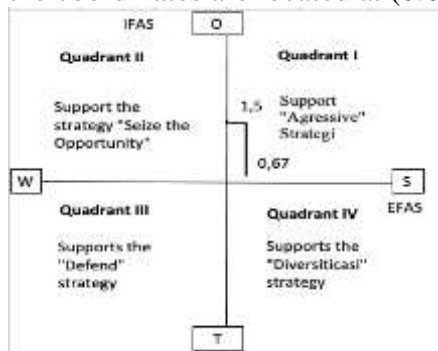 IFAS
O
Quadrant II
Quadrant I
Support the
strategy "Seize the
Opportunity"
1,5
Support
"Agressive"
Strategi
0,67
W
S
EFAS
Quadrant III
Quadrant IV
Supports the
"Defend"
strategy
Supports the
"Diversiticasi"
strategy
T